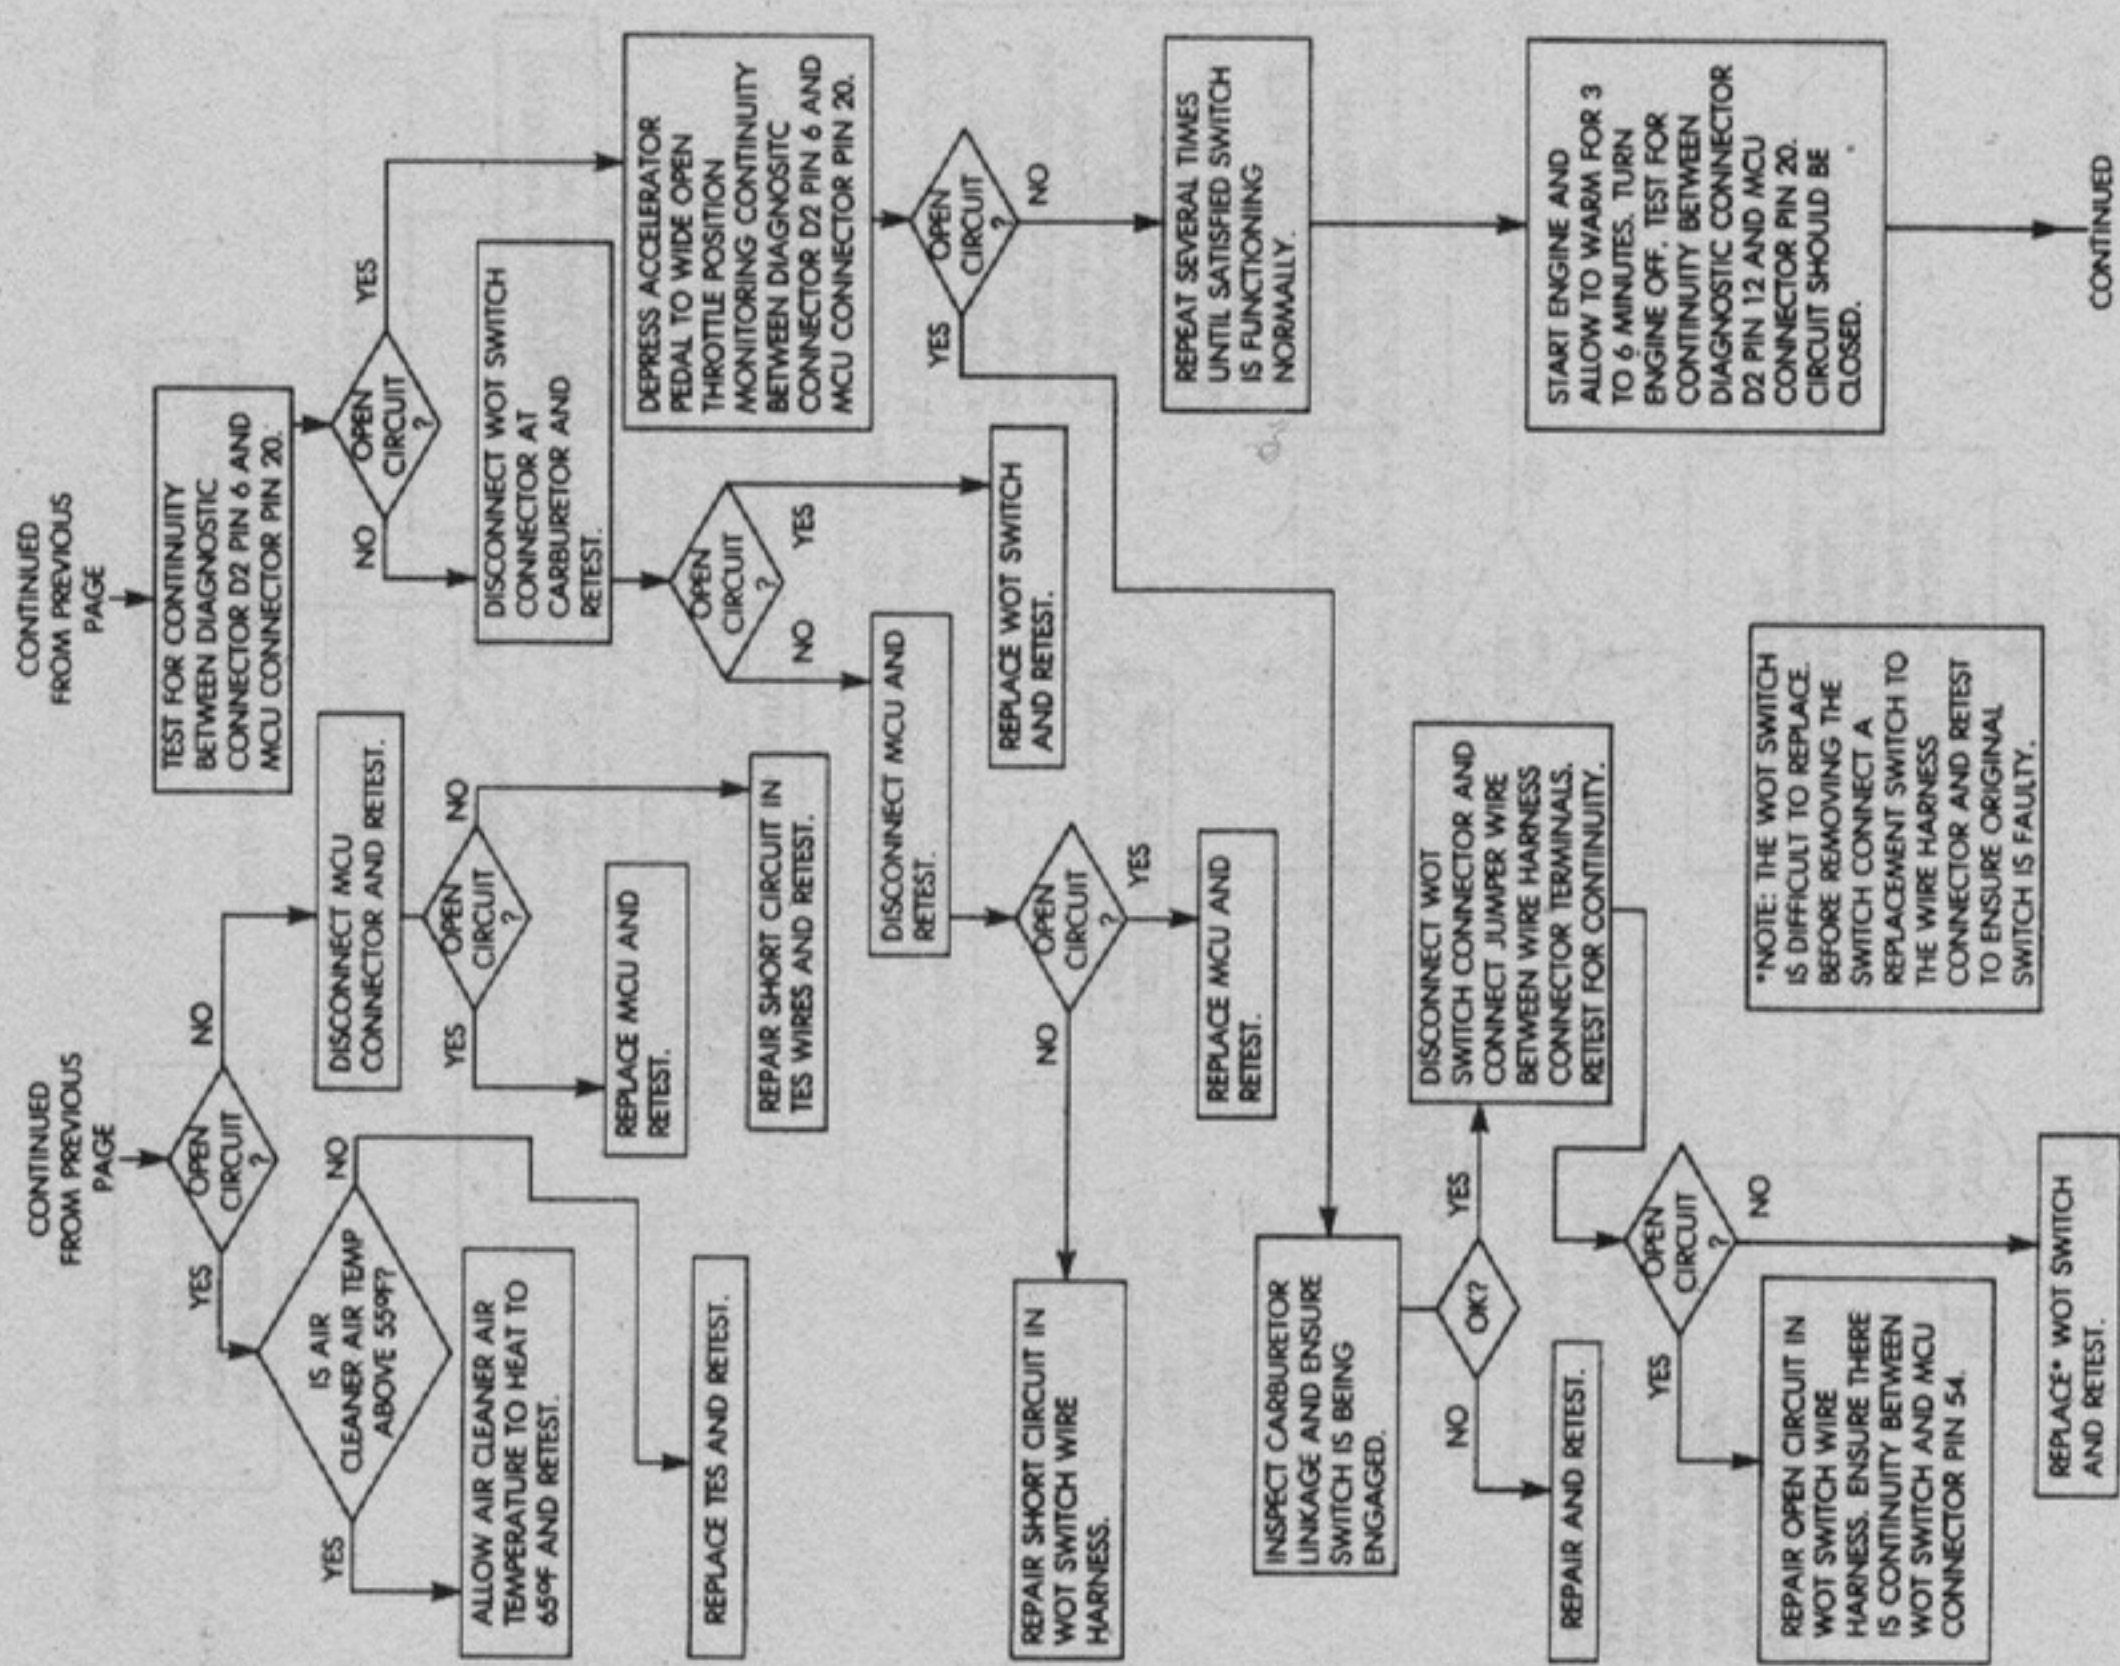 CONTINUED
FROM PREVIOUS
PAGE
OPEN
CIRCUIT
?
YES
NO
IS AIR
CLEANER AIR TEMP
ABOVE 55°F?
YES
NO
ALLOW AIR CLEANER AIR
TEMPERATURE TO HEAT TO
65°F AND RETEST.
REPLACE TES AND RETEST.
DISCONNECT MCU
CONNECTOR AND RETEST.
OPEN
CIRCUIT
?
YES
NO
REPLACE MCU AND
RETEST.
REPAIR SHORT CIRCUIT IN
TES WIRES AND RETEST.
CONTINUED
FROM PREVIOUS
PAGE
TEST FOR CONTINUITY
BETWEEN DIAGNOSTIC
CONNECTOR D2 PIN 6 AND
MCU CONNECTOR PIN 20.
OPEN
CIRCUIT
?
NO
YES
DISCONNECT WOT SWITCH
CONNECTOR AT
CARBURETOR AND
RETEST.
OPEN
CIRCUIT
?
NO
YES
DISCONNECT MCU AND
RETEST.
REPLACE WOT SWITCH
AND RETEST.
OPEN
CIRCUIT
?
NO
YES
REPAIR SHORT CIRCUIT IN
WOT SWITCH WIRE
HARNESS.
REPLACE MCU AND
RETEST.
DEPRESS ACCELERATOR
PEDAL TO WIDE OPEN
THROTTLE POSITION
MONITORING CONTINUITY
BETWEEN DIAGNOSITC
CONNECTOR D2 PIN 6 AND
MCU CONNECTOR PIN 20.
OPEN
CIRCUIT
?
YES
NO
REPEAT SEVERAL TIMES
UNTIL SATISFIED SWITCH
IS FUNCTIONING
NORMALLY.
START ENGINE AND
ALLOW TO WARM FOR 3
TO 6 MINUTES. TURN
ENGINE OFF. TEST FOR
CONTINUITY BETWEEN
DIAGNOSTIC CONNECTOR
D2 PIN 12 AND MCU
CONNECTOR PIN 20.
CIRCUIT SHOULD BE
CLOSED.
CONTINUED
INSPECT CARBURETOR
LINKAGE AND ENSURE
SWITCH IS BEING
ENGAGED.
OK?
NO
YES
REPAIR AND RETEST.
DISCONNECT WOT
SWITCH CONNECTOR AND
CONNECT JUMPER WIRE
BETWEEN WIRE HARNESS
CONNECTOR TERMINALS.
RETEST FOR CONTINUITY.
OPEN
CIRCUIT
?
YES
NO
REPAIR OPEN CIRCUIT IN
WOT SWITCH WIRE
HARNESS. ENSURE THERE
IS CONTINUITY BETWEEN
WOT SWITCH AND MCU
CONNECTOR PIN 54.
REPLACE* WOT SWITCH
AND RETEST.
*NOTE: THE WOT SWITCH
IS DIFFICULT TO REPLACE.
BEFORE REMOVING THE
SWITCH CONNECT A
REPLACEMENT SWITCH TO
THE WIRE HARNESS
CONNECTOR AND RETEST
TO ENSURE ORIGINAL
SWITCH IS FAULTY.